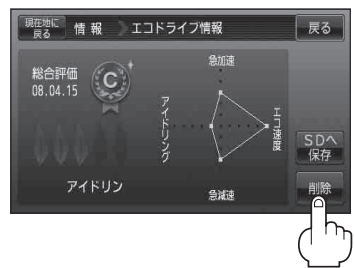 現在地に
戻る
情報
エコドライブ情報
戻る
総合評価
08.04.15
C
急加速
アイドリング
エコ速度
急減速
アイドリン
SDへ
保存
削除